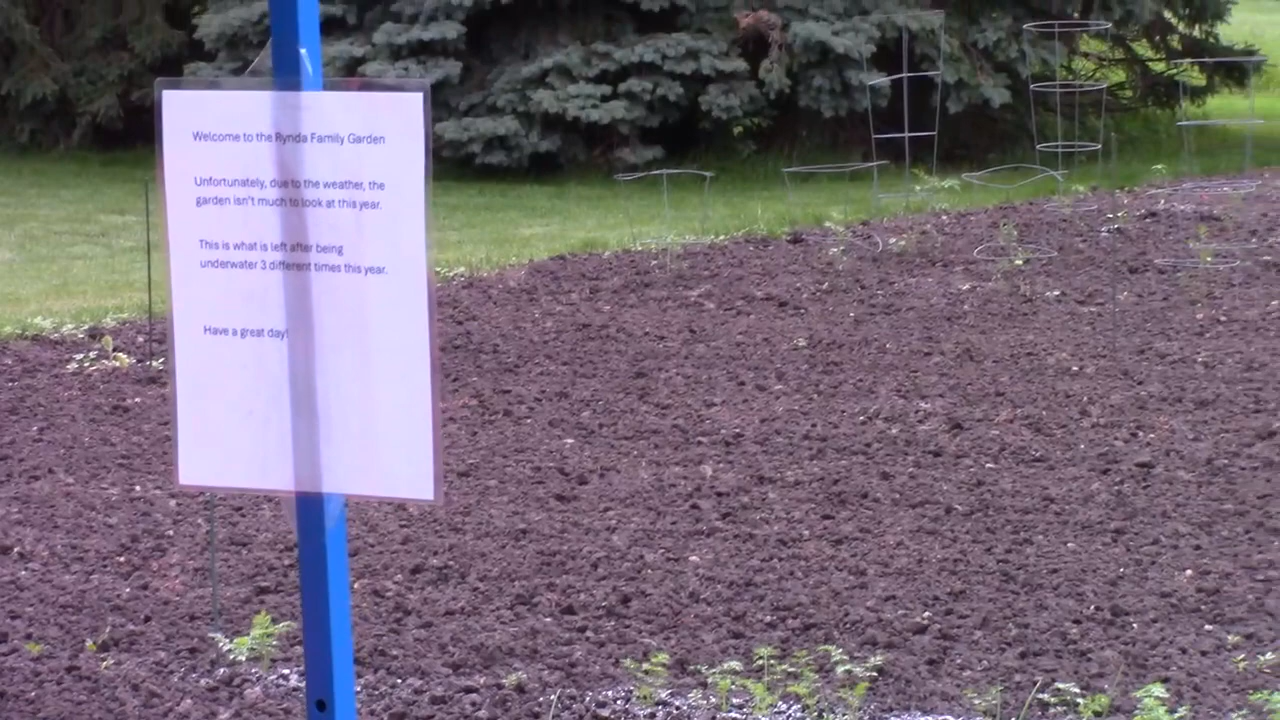 Welcome to the Rynda Family Garden
Unfortunately, due to the weather, the
garden isn't much to look at this year.
This is what is left after being
underwater 3 different times this year.
Have a great day!